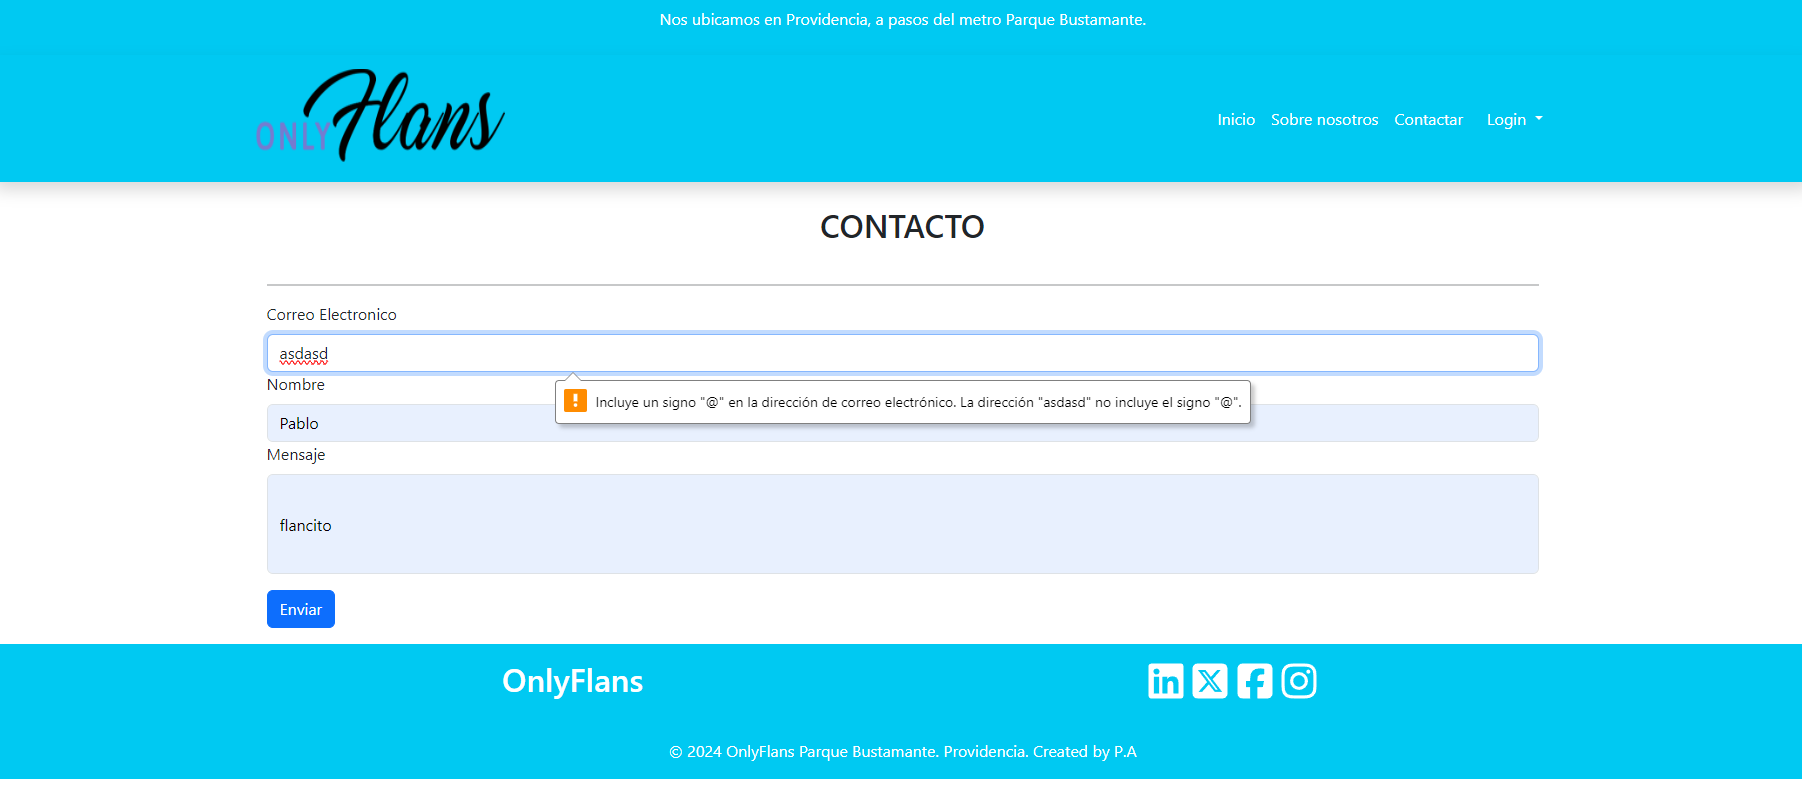 Nos ubicamos en Providencia, a pasos del metro Parque Bustamante.
ONLY Flans
Inicio Sobre nosotros Contactar Login
CONTACTO
Correo Electronico
asdasd
Incluye un signo "@" en la dirección de correo electrónico. La dirección "asdasd" no incluye el signo "@".
Nombre
Pablo
Mensaje
flancito
Enviar
OnlyFlans
© 2024 OnlyFlans Parque Bustamante. Providencia. Created by P.A